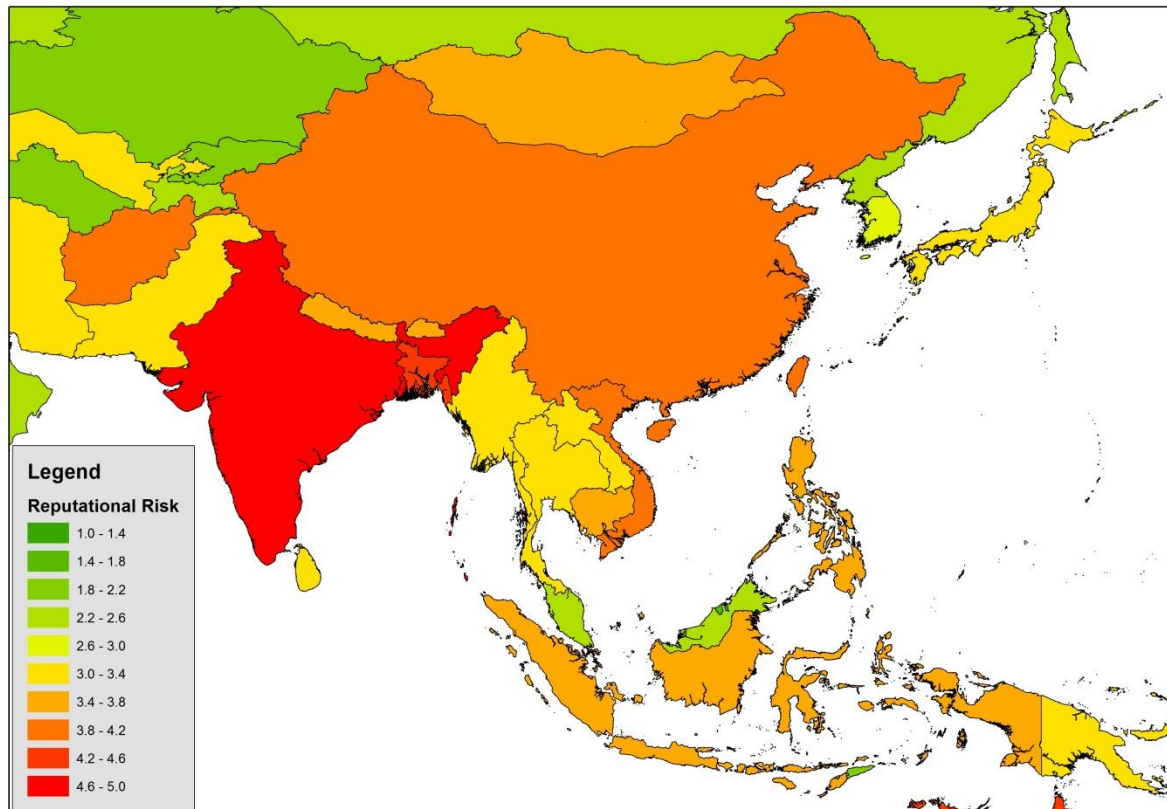 Legend
Reputational Risk
1.0 - 1.4
1.4 - 1.8
1.8 - 2.2
2.2 - 2.6
2.6 - 3.0
3.0 - 3.4
3.4 - 3.8
3.8 - 4.2
4.2 - 4.6
4.6 - 5.0